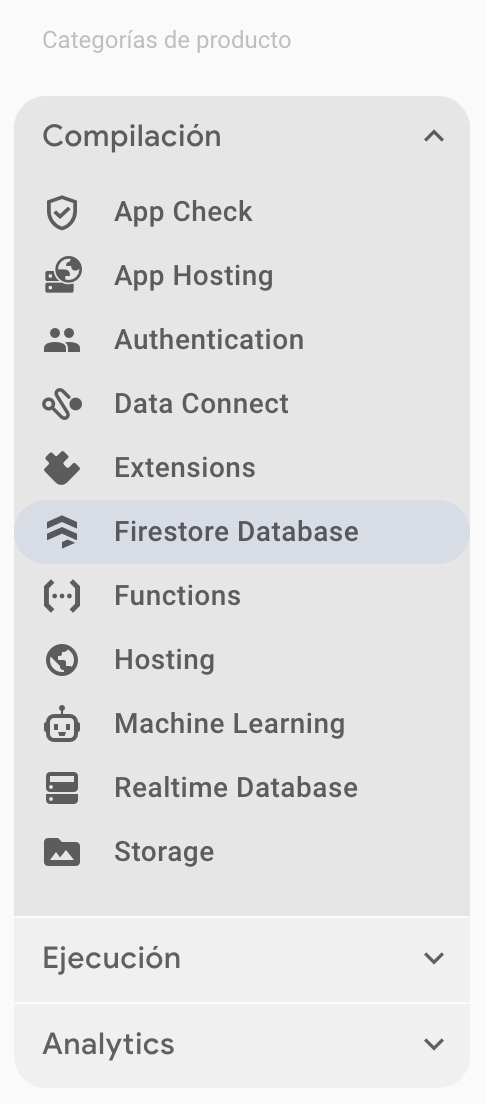 Categorías de producto
Compilación
App Check
App Hosting
Authentication
Data Connect
Extensions
Firestore Database
Functions
Hosting
Machine Learning
Realtime Database
Storage
Ejecución
Analytics